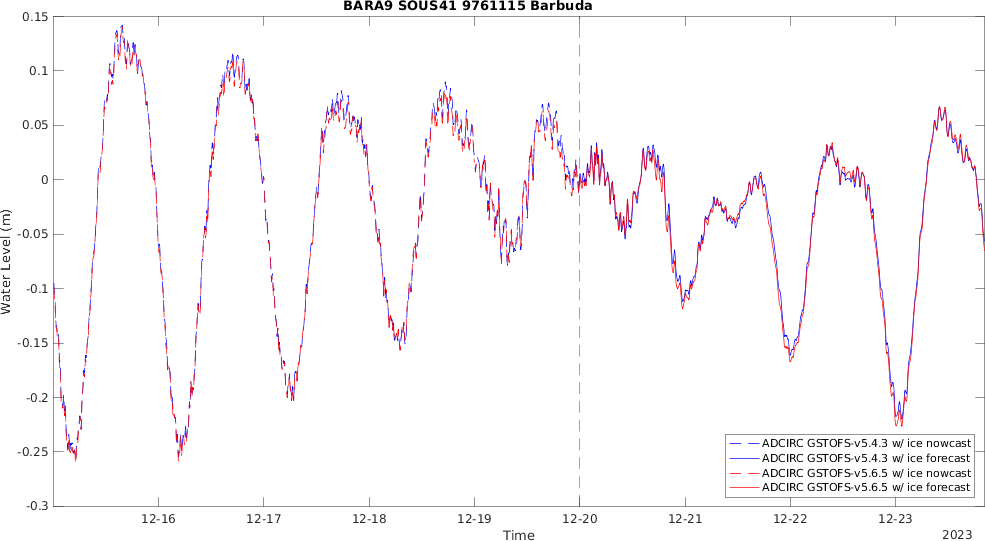 BARA9 SOUS41 9761115 Barbuda
0.15
0.1
0.05
0
-0.05
-0.1
-0.15
-0.2
-0.25
-0.3
Water Level (m)
ADCIRC GSTOFS-v5.4.3 w/ ice nowcast
ADCIRC GSTOFS-v5.4.3 w/ ice forecast
ADCIRC GSTOFS-v5.6.5 w/ ice nowcast
ADCIRC GSTOFS-v5.6.5 w/ ice forecast
12-16 12-17 12-18 12-19 12-20 12-21 12-22 12-23
Time
2023